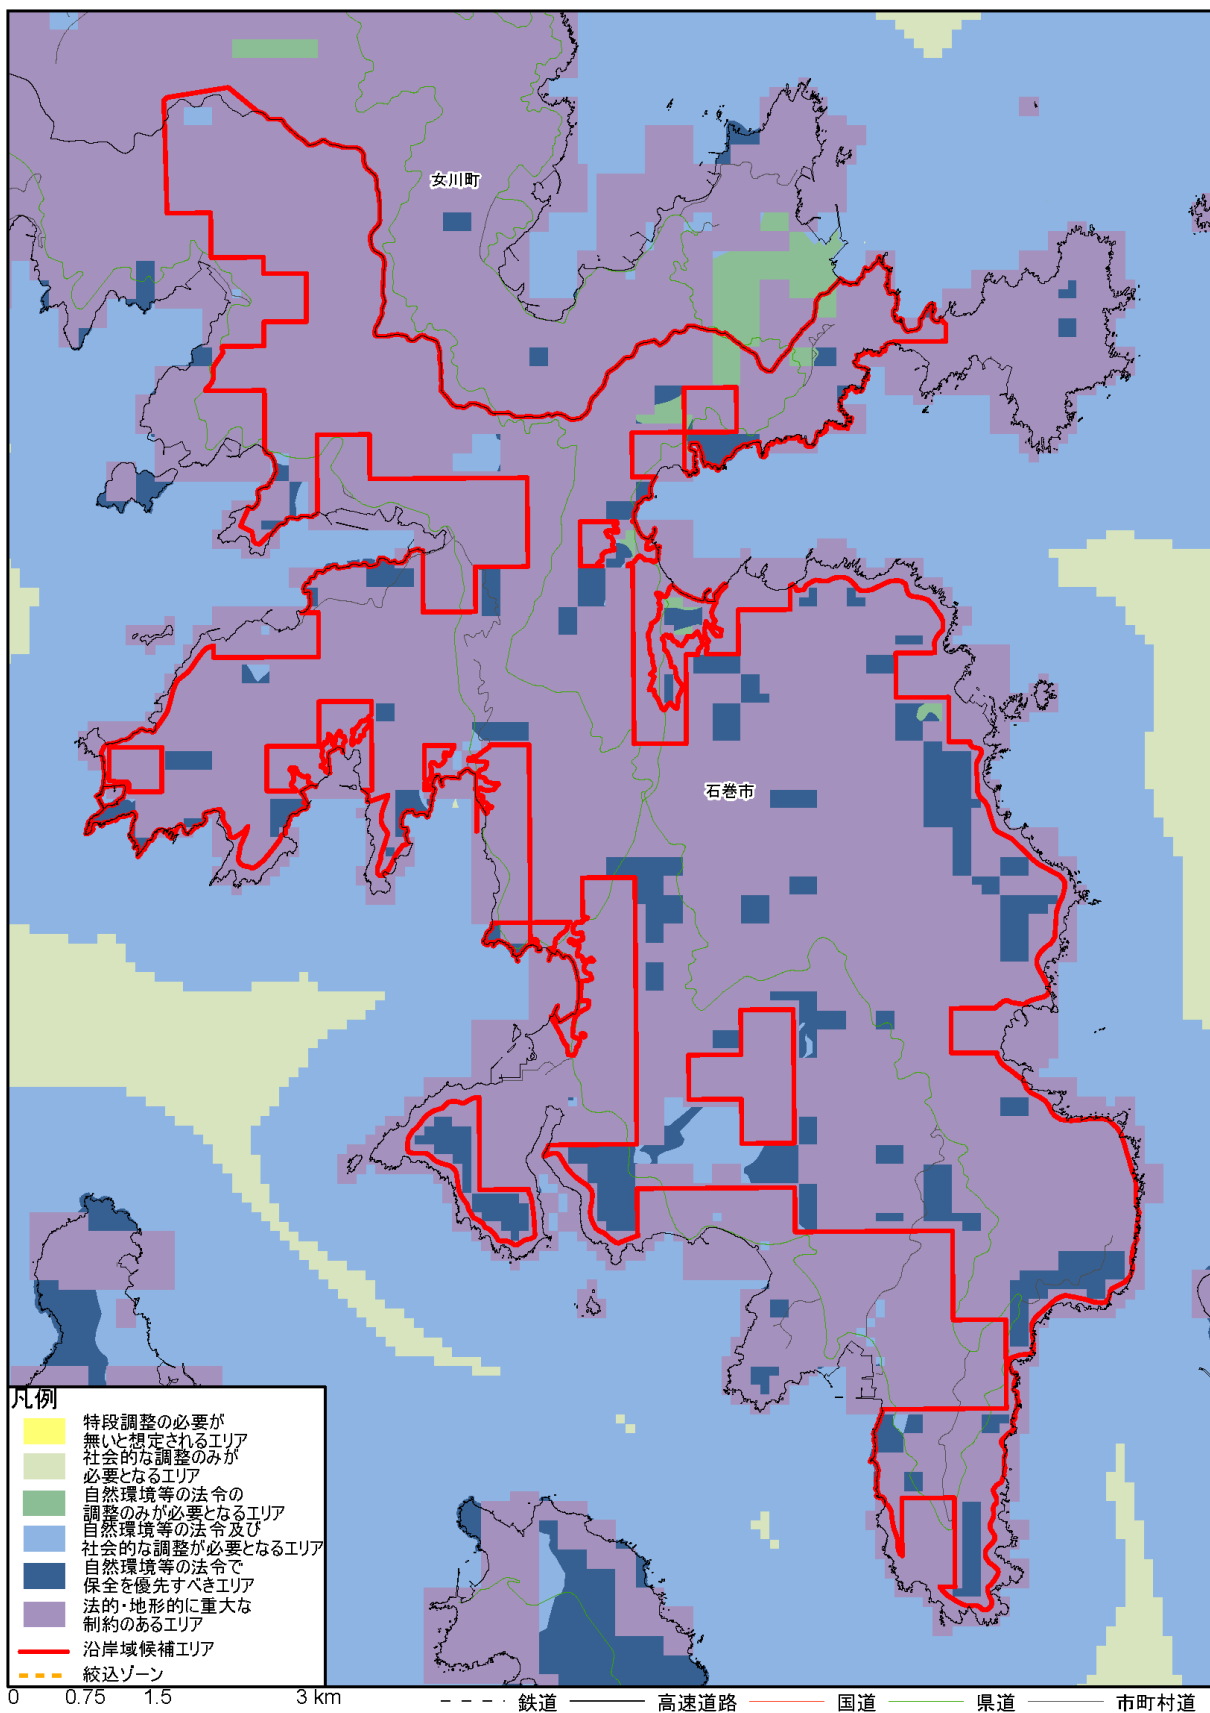 女川町
石巻市
凡例
特段調整の必要が
無いと想定されるエリア
社会的な調整のみが
必要となるエリア
自然環境等の法令の
調整のみが必要となるエリア
自然環境等の法令及び
社会的な調整が必要となるエリア
自然環境等の法令で
保全を優先すべきエリア
法的・地形的に重大な
制約のあるエリア
沿岸域候補エリア
絞込ゾーン
0 0.75 1.5 3 km
鉄道 高速道路 国道 県道 市町村道